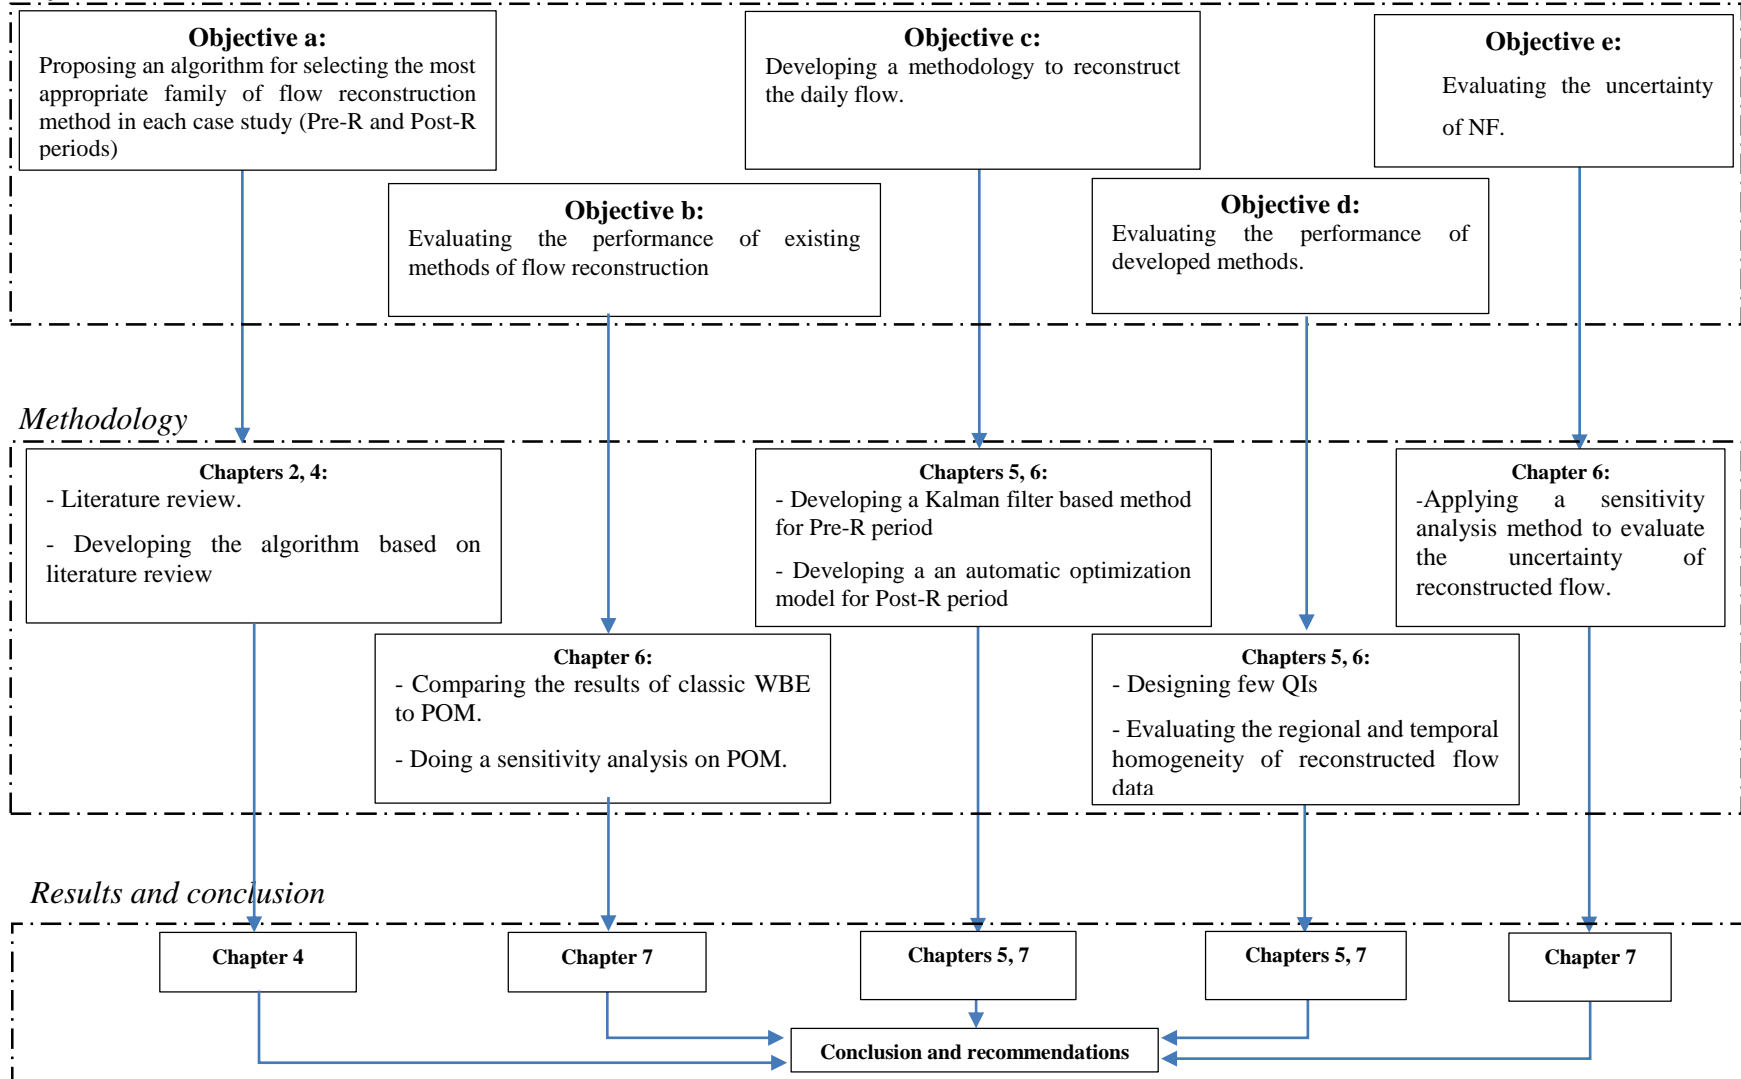 Objective a:
Proposing an algorithm for selecting the most
appropriate family of flow reconstruction
method in each case study (Pre-R and Post-R
periods)
Objective b:
Evaluating the performance of existing
methods of flow reconstruction
Objective c:
Developing a methodology to reconstruct
the daily flow.
Objective d:
Evaluating the performance of
developed methods.
Objective e:
Evaluating the uncertainty
of NF.
Methodology
Chapters 2, 4:
- Literature review.
- Developing the algorithm based on
literature review
Chapter 6:
- Comparing the results of classic WBE
to POM.
- Doing a sensitivity analysis on POM.
Chapters 5, 6:
- Developing a Kalman filter based method
for Pre-R period
- Developing a an automatic optimization
model for Post-R period
Chapters 5, 6:
- Designing few QIs
- Evaluating the regional and temporal
homogeneity of reconstructed flow
data
Chapter 6:
-Applying a sensitivity
analysis method to evaluate
the uncertainty of
reconstructed flow.
Results and conclusion
Chapter 4
Chapter 7
Chapters 5, 7
Chapters 5, 7
Chapter 7
Conclusion and recommendations